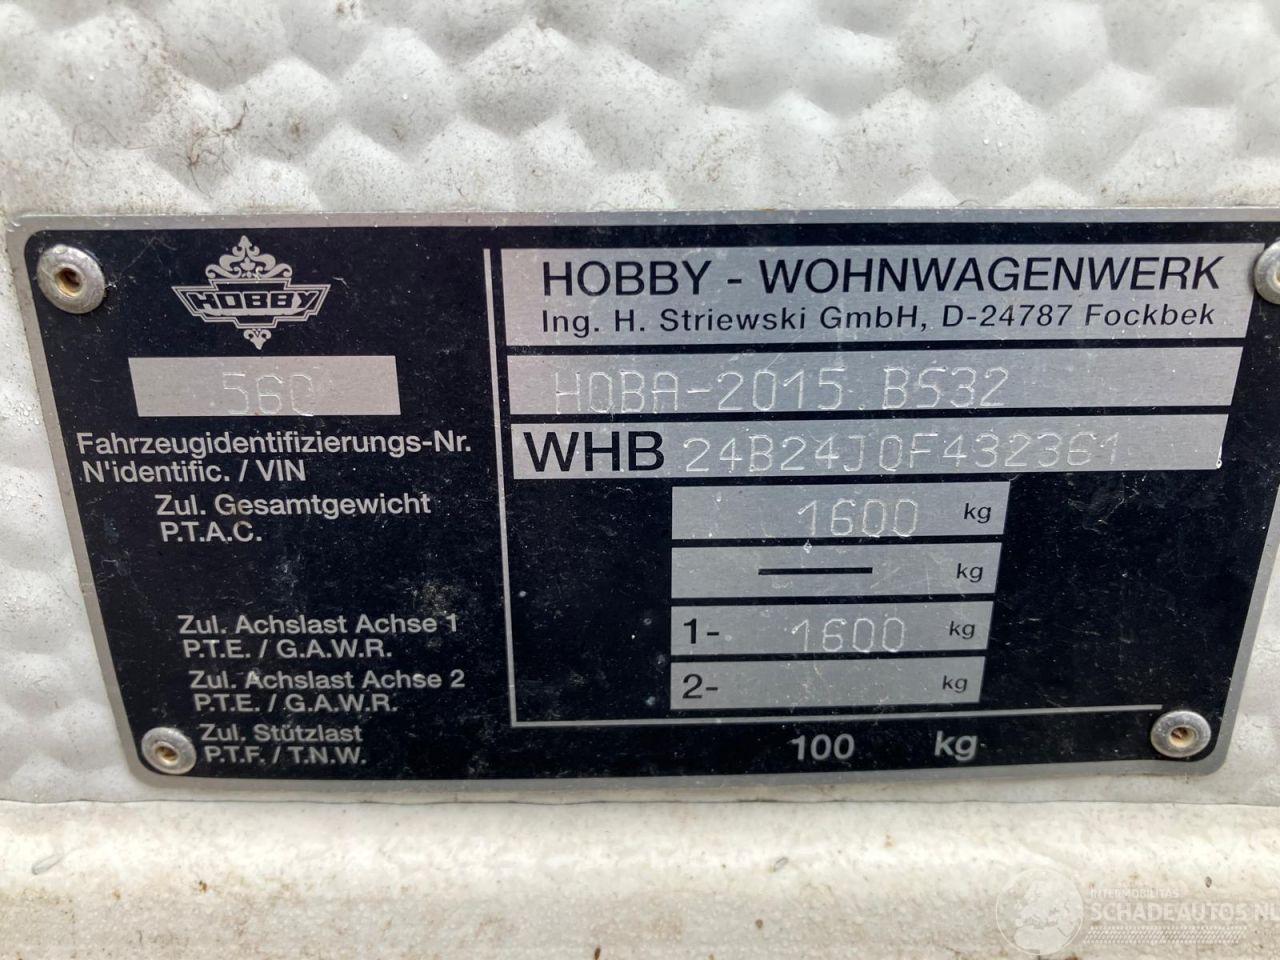 HOBBY
HOBBY - WOHNWAGENWERK
Ing. H. Striewski GmbH, D-24787 Fockbek
560
HOBA-2015 BS32
Fahrzeugidentifizierungs-Nr.
N'identific. / VIN
WHB 24B24J0F432361
Zul. Gesamtgewicht
P.T.A.C.
1600 kg
— kg
Zul. Achslast Achse 1
P.T.E. / G.A.W.R.
1- 1600 kg
Zul. Achslast Achse 2
P.T.E. / G.A.W.R.
2- kg
Zul. Stützlast
P.T.F. / T.N.W.
100 kg
INTERMOBILITAS
SCHADEAUTOS.NL